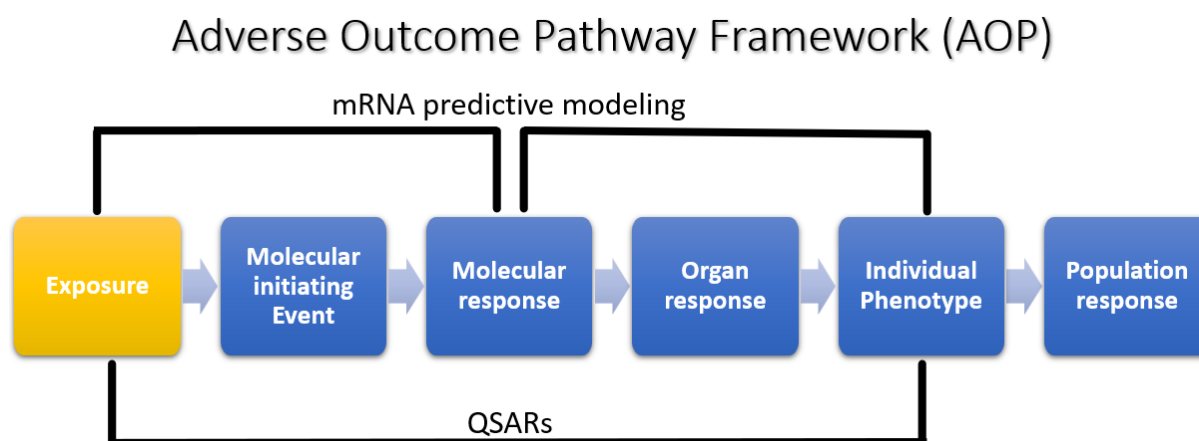 Adverse Outcome Pathway Framework (AOP)
mRNA predictive modeling
Exposure
Molecular
initiating
Event
Molecular
response
Organ
response
Individual
Phenotype
Population
response
QSARs